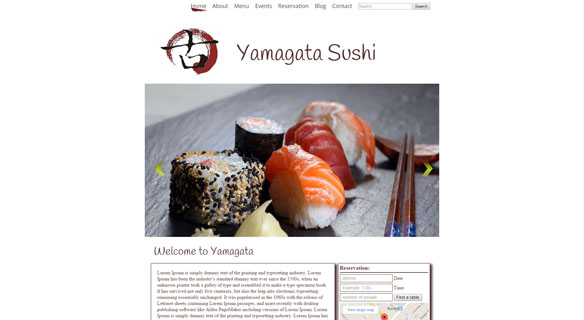 Home About Menu Events Reservation Blog Contact Search... Search
古
Yamagata Sushi
Welcome to Yamagata
Lorem Ipsum is simply dummy text of the printing and typesetting industry. Lorem
Ipsum has been the industry's standard dummy text ever since the 1500s, when an
unknown printer took a galley of type and scrambled it to make a type specimen book.
It has survived not only five centuries, but also the leap into electronic typesetting,
remaining essentially unchanged. It was popularised in the 1960s with the release of
Letraset sheets containing Lorem Ipsum passages, and more recently with desktop
publishing software like Aldus PageMaker including versions of Lorem Ipsum. Lorem
Ipsum is simply dummy text of the printing and typesetting industry. Lorem Ipsum has
Reservation:
Date
Example: 7:00... Time
number of people Find a table
View larger map